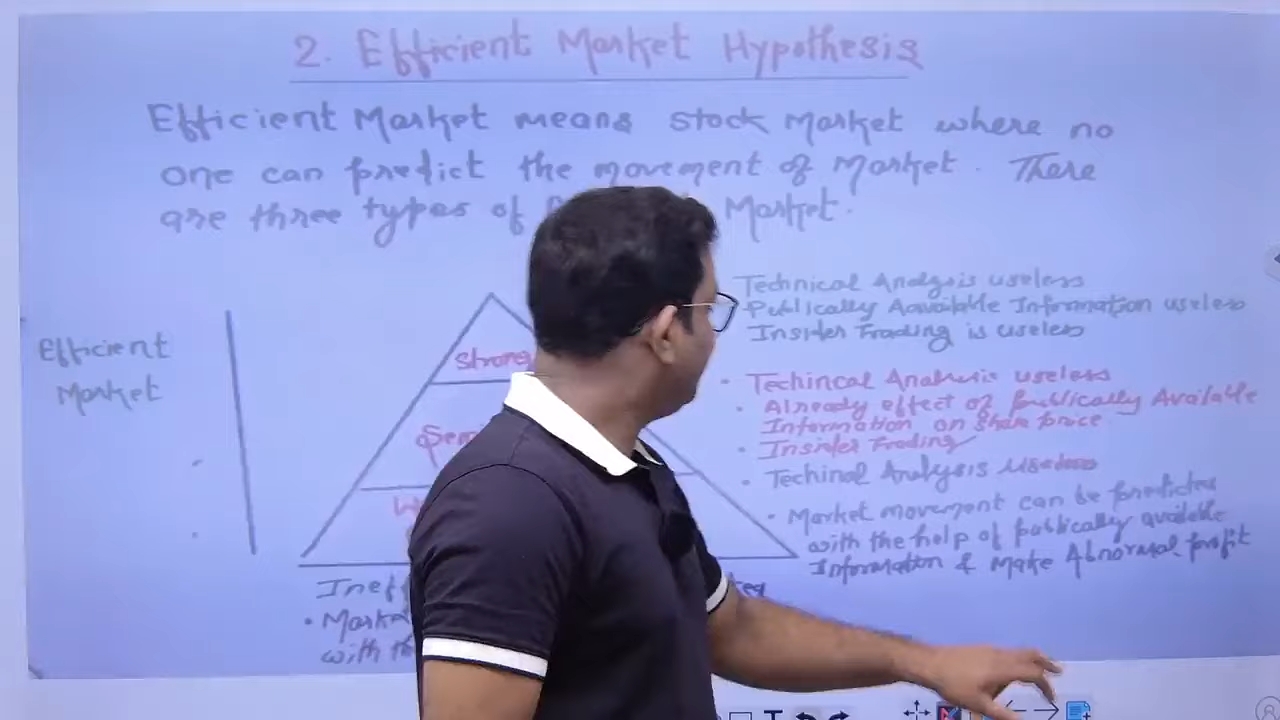 2. Efficient Market Hypothesis
Efficient Market means stock market where no
one can predict the movement of Market. There
are three types of Market.
Technical Analysis useless
Publically Aavailable Information useless
Insider Trading is useless
Efficient
Market
Strong
• Techincal Analysis useless
• Already effect of publically Available
Information on share price
• Insider Trading
Sem
• Techinal Analysis useless
• Market movement can be predicted
with the help of publically available
Information & Make Abnormal profit
Ineff
• Mark
with th